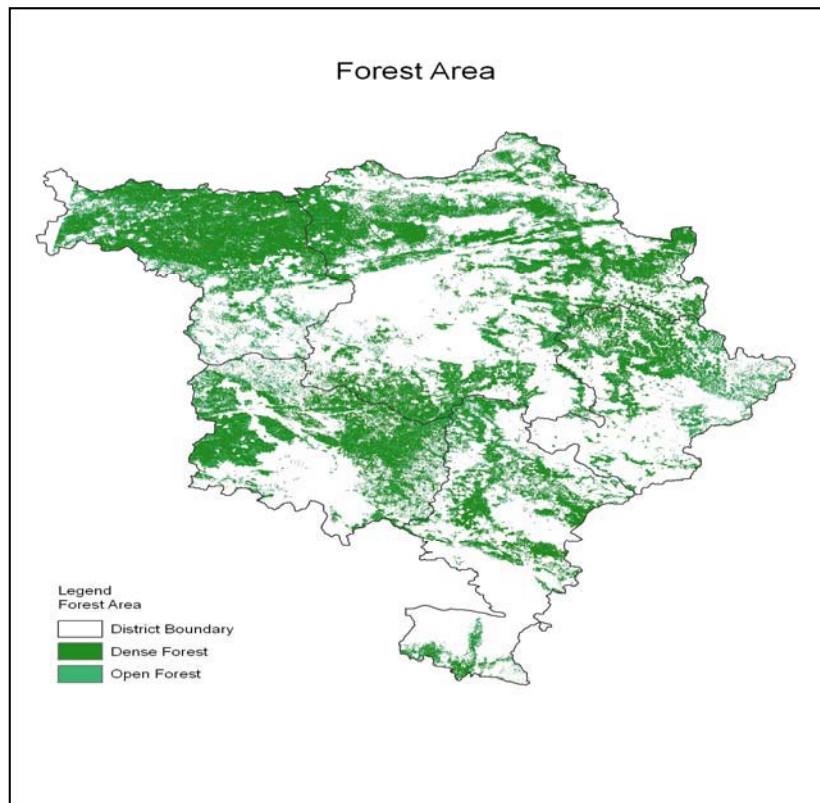 Forest Area
Legend
Forest Area
District Boundary
Dense Forest
Open Forest